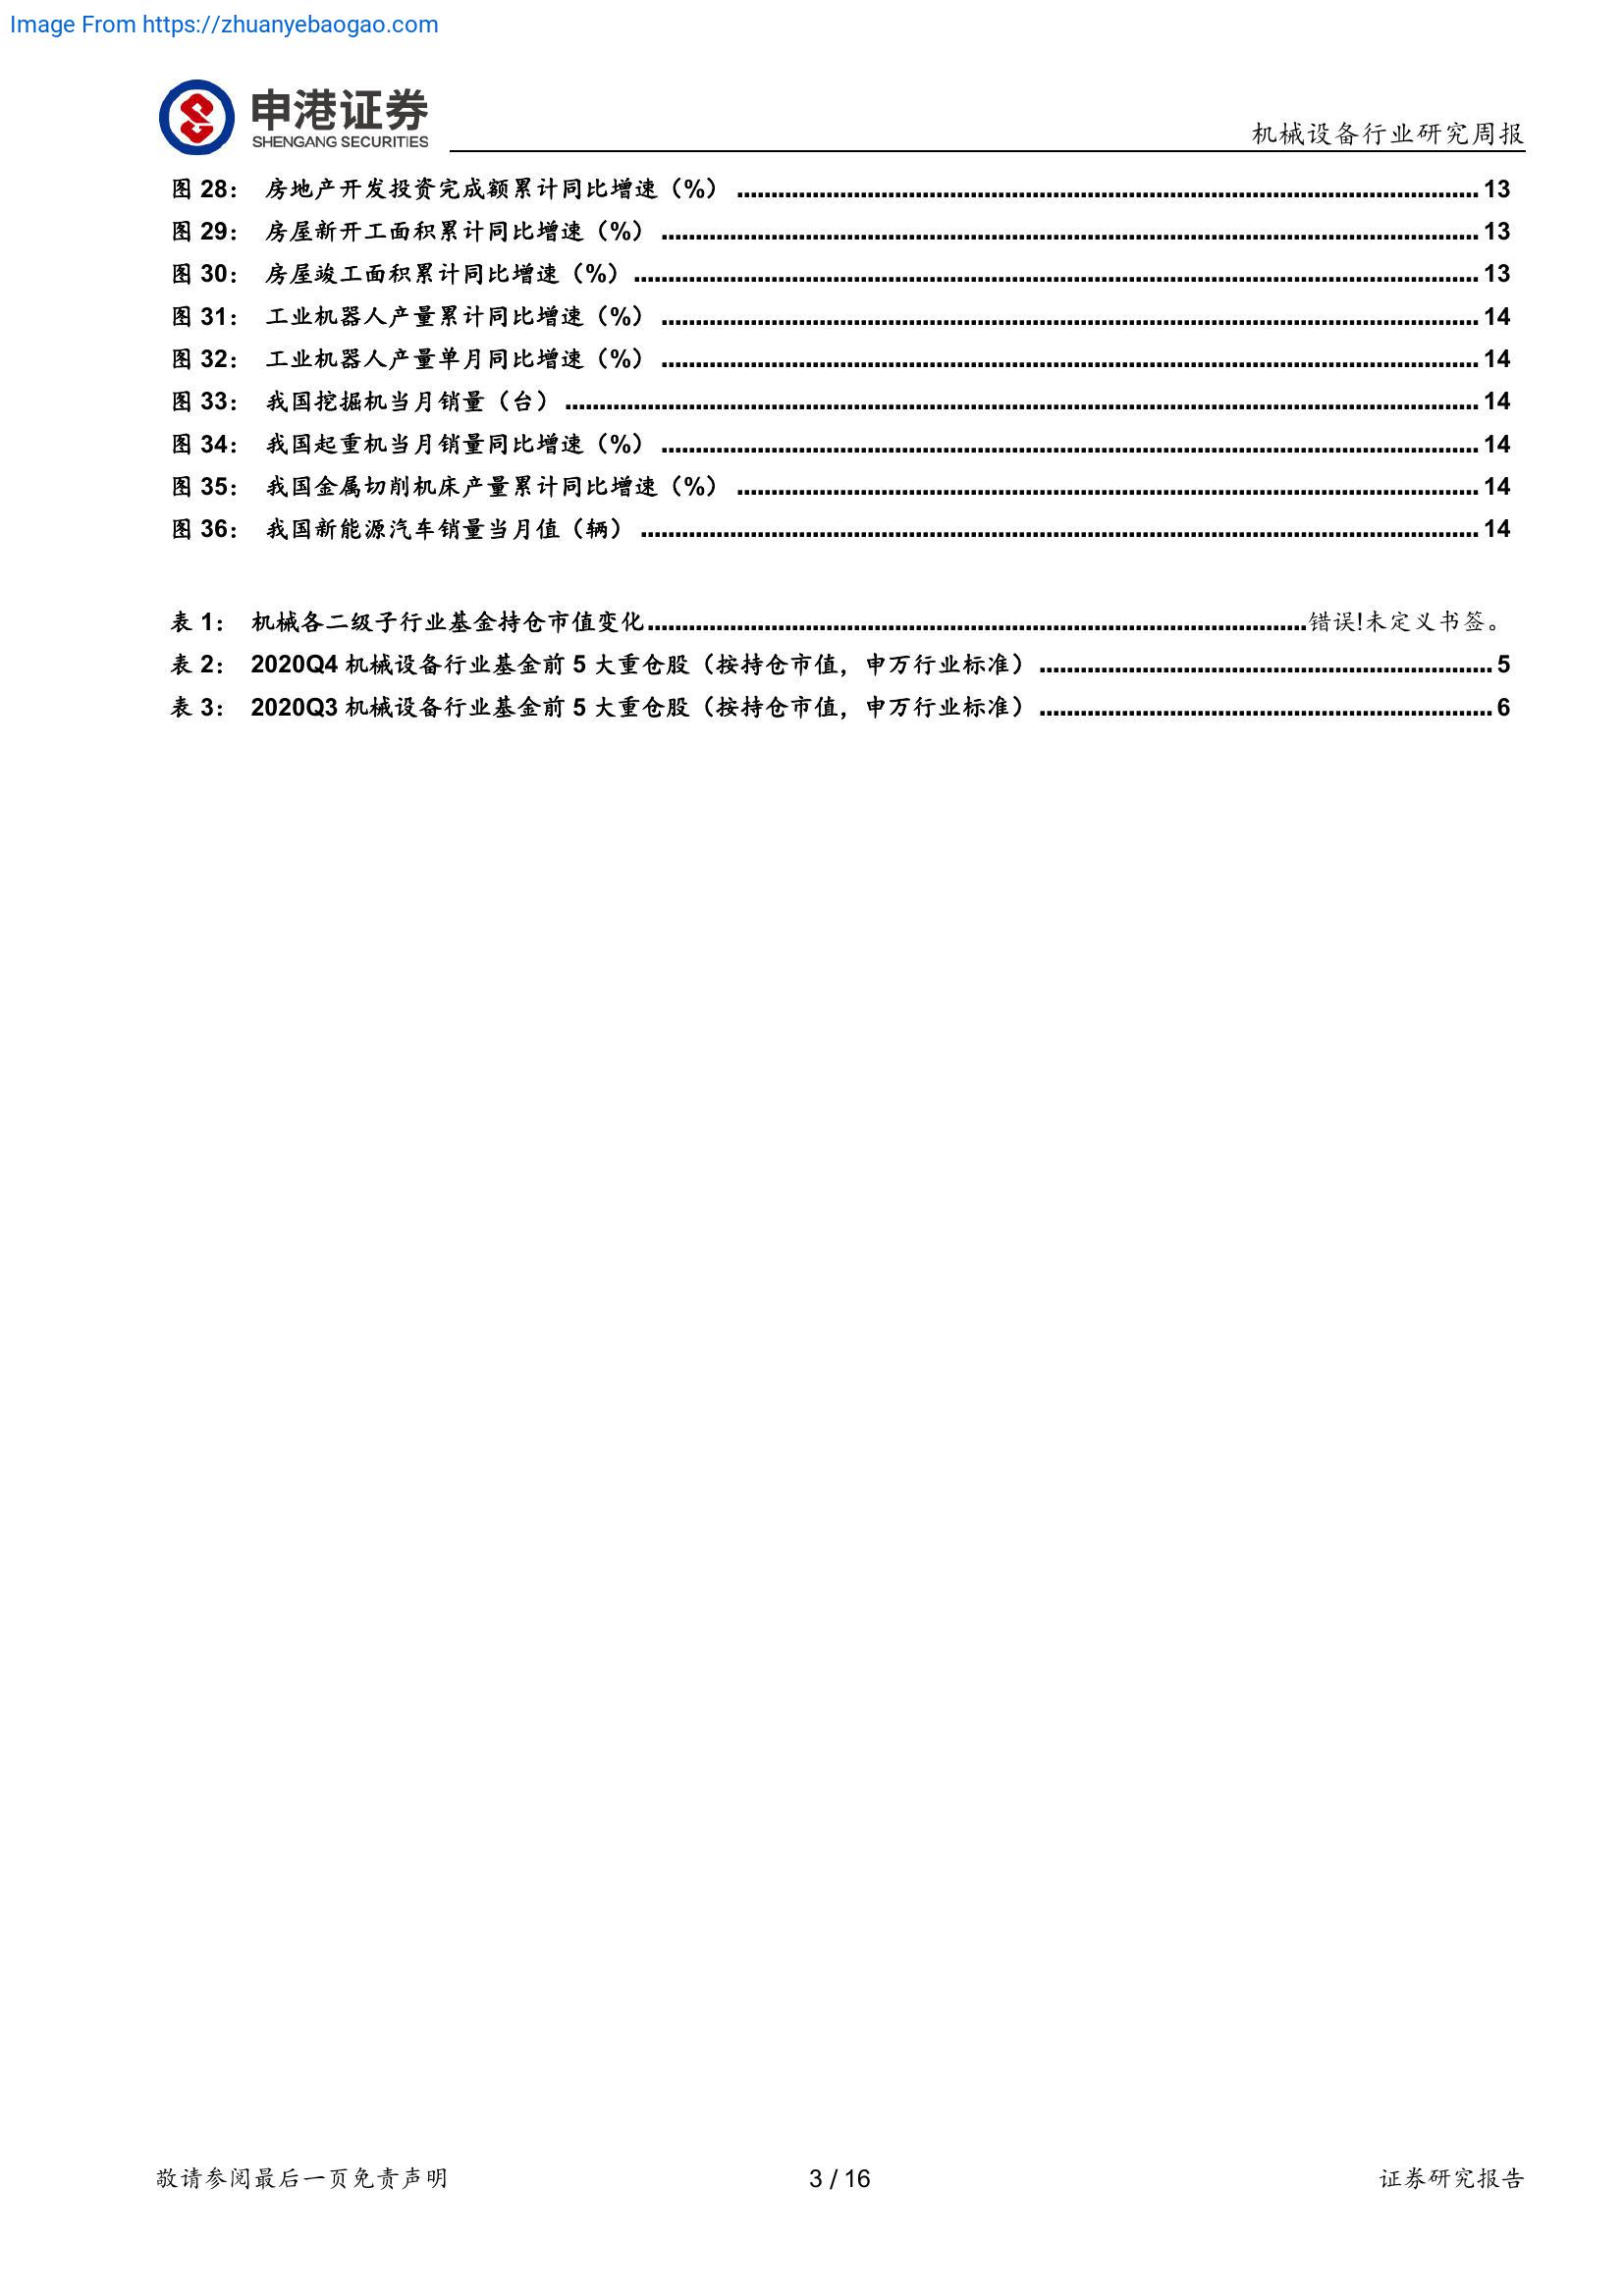 Image From https://zhuanyebaogao.com
申港证券
SHENGANG SECURITIES
机械设备行业研究周报
图 28： 房地产开发投资完成额累计同比增速（%） ........ 13
图 29： 房屋新开工面积累计同比增速（%） ........ 13
图 30： 房屋竣工面积累计同比增速（%） ........ 13
图 31： 工业机器人产量累计同比增速（%） ........ 14
图 32： 工业机器人产量单月同比增速（%） ........ 14
图 33： 我国挖掘机当月销量（台） ........ 14
图 34： 我国起重机当月销量同比增速（%） ........ 14
图 35： 我国金属切削机床产量累计同比增速（%） ........ 14
图 36： 我国新能源汽车销量当月值（辆） ........ 14
表 1： 机械各二级子行业基金持仓市值变化 ........ 错误!未定义书签。
表 2： 2020Q4 机械设备行业基金前 5 大重仓股（按持仓市值，申万行业标准） ........ 5
表 3： 2020Q3 机械设备行业基金前 5 大重仓股（按持仓市值，申万行业标准） ........ 6
敬请参阅最后一页免责声明
3 / 16
证券研究报告